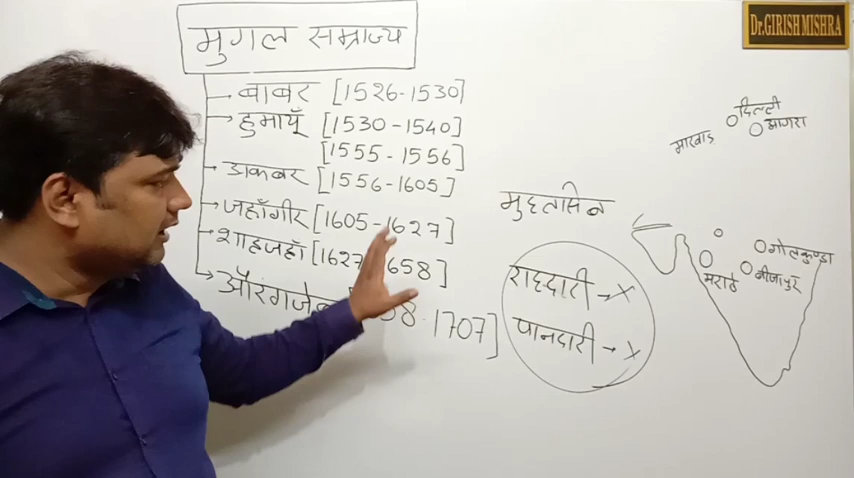 Dr.GIRISH MISHRA
मुगल सम्राज्य
बाबर [1526-1530]
हुमायूँ [1530-1540]
[1555-1556]
अकबर [1556-1605]
जहाँगीर [1605-1627]
शाहजहाँ [1627 1658]
औरंगजेब 58-1707]
मुहतासिब
राहदारी → x
पानदारी → x
दिल्ली
आगरा
मारवाड
गोलकुण्डा
बीजापुर
मराठे